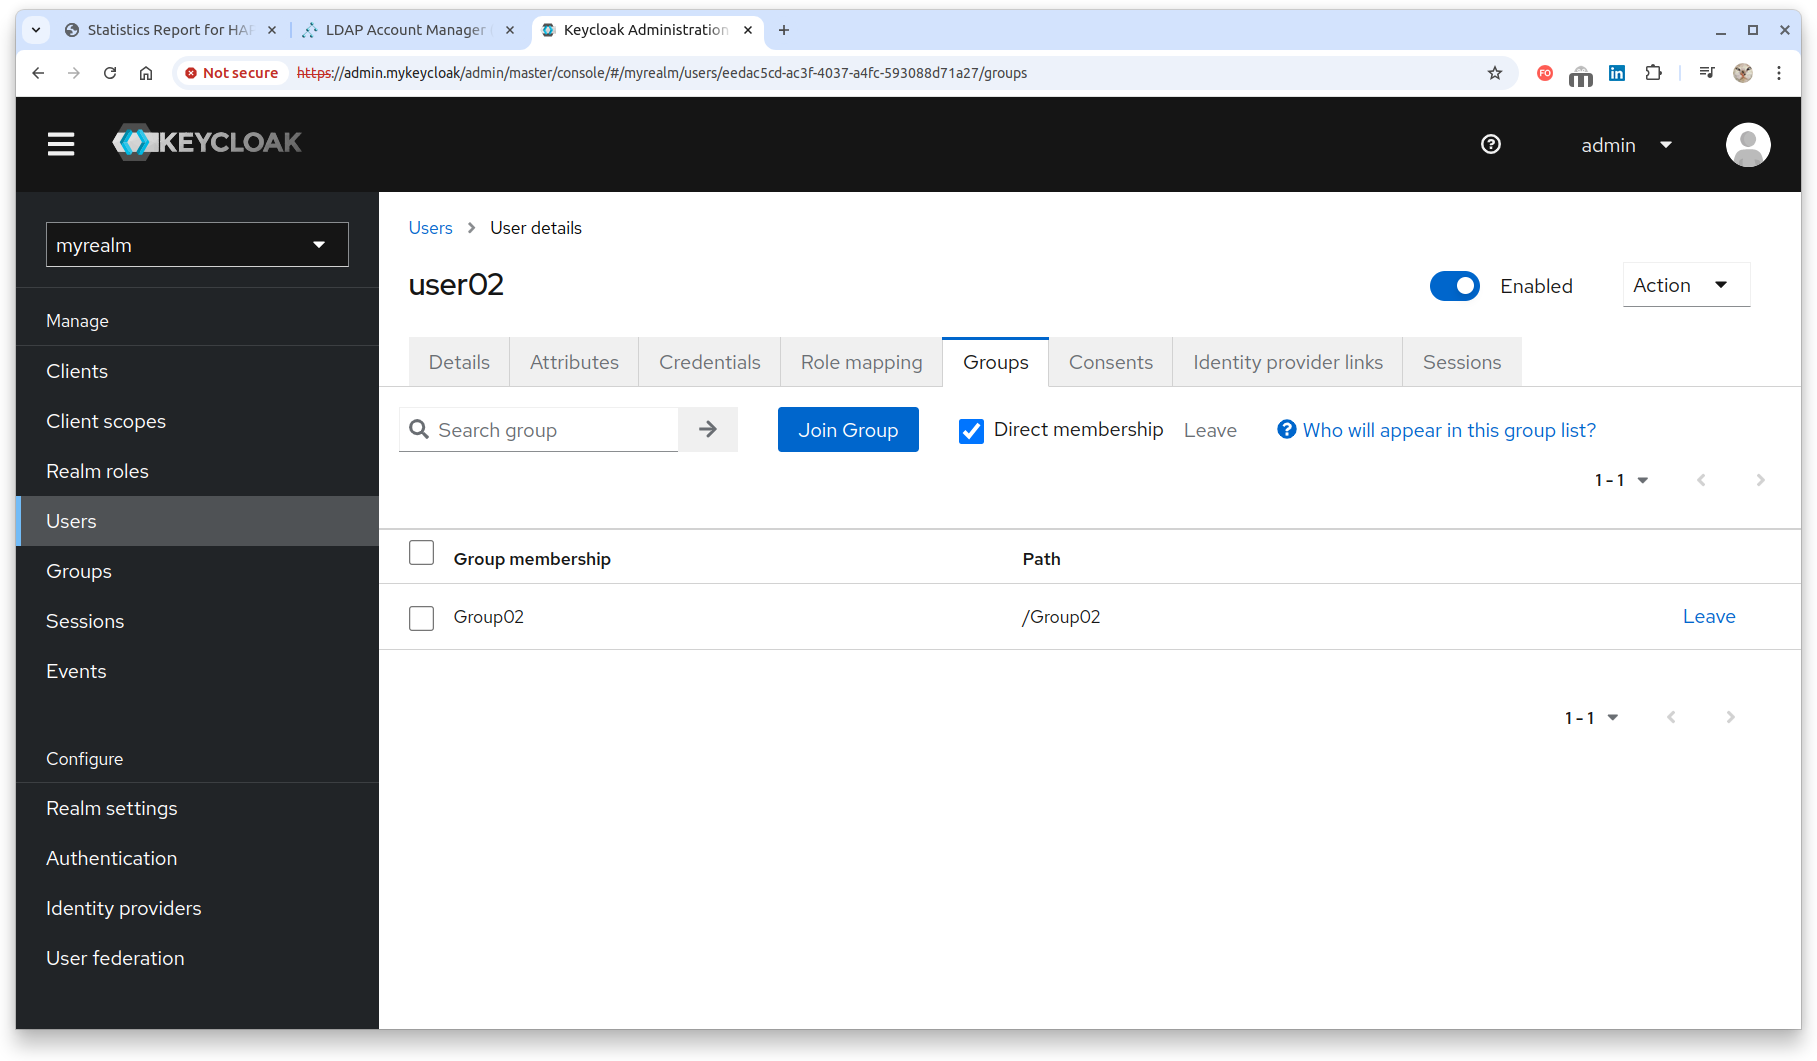 Statistics Report for HAP
LDAP Account Manager
Keycloak Administration
Not secure
https://admin.mykeycloak/admin/master/console/#/myrealm/users/eedac5cd-ac3f-4037-a4fc-593088d71a27/groups
FO
in
KEYCLOAK
admin
myrealm
Manage
Clients
Client scopes
Realm roles
Users
Groups
Sessions
Events
Configure
Realm settings
Authentication
Identity providers
User federation
Users
User details
user02
Enabled
Action
Details
Attributes
Credentials
Role mapping
Groups
Consents
Identity provider links
Sessions
Search group
Join Group
Direct membership
Leave
Who will appear in this group list?
1 - 1
Group membership
Path
Group02
/Group02
Leave
1 - 1